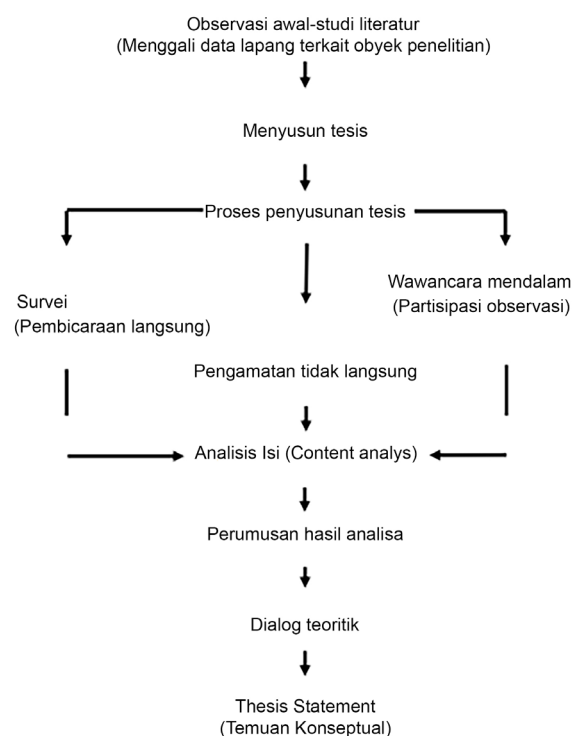 Observasi awal-studi literatur
(Menggali data lapang terkait obyek penelitian)
Menyusun tesis
Proses penyusunan tesis
Survei
(Pembicaraan langsung)
Wawancara mendalam
(Partisipasi observasi)
Pengamatan tidak langsung
Analisis Isi (Content analys)
Perumusan hasil analisa
Dialog teoritik
Thesis Statement
(Temuan Konseptual)